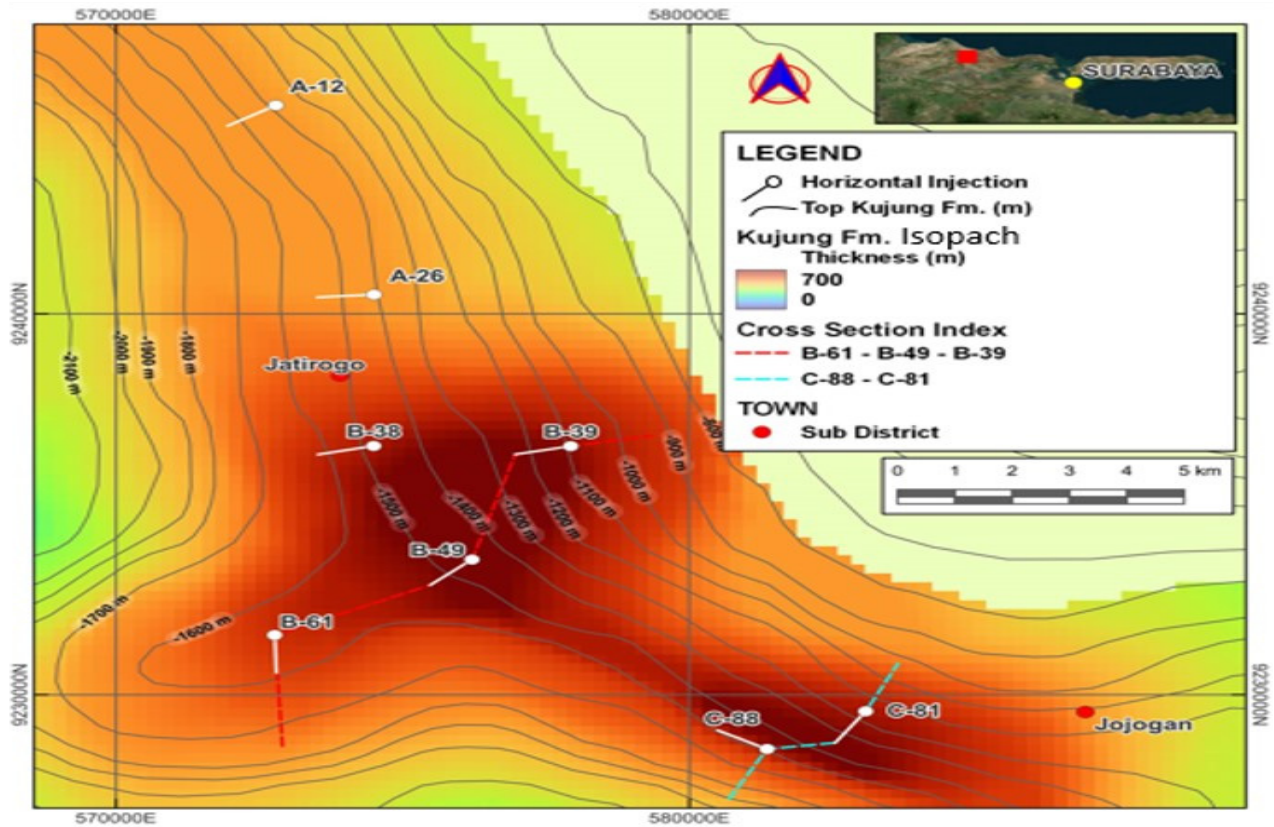 570000E
5800000E
A-12
SURABAYA
LEGEND
Horizontal Injection
Top Kujung Fm. (m)
Kujung Fm. Isopach
Thickness (m)
700
0
Cross Section Index
B-61 - B-49 - B-39
C-88 - C-81
TOWN
Sub District
A-26
9240000N
9240000N
-2100 m
-2000 m
-1900 m
-1800 m
Jatirogo
B-38
B-39
-800 m
-900 m
-1000 m
-1100 m
-1200 m
-1300 m
-1400 m
-1500 m
0 1 2 3 4 5 km
B-49
-1700 m
-1600 m
B-61
9230000N
9230000N
C-88
C-81
Jojogan
570000E
5800000E